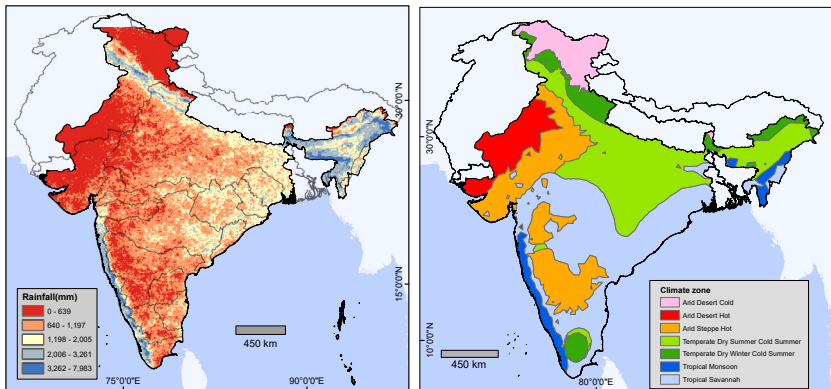 Rainfall(mm)
0 - 639
640 - 1,197
1,198 - 2,005
2,006 - 3,261
3,262 - 7,983
450 km
75°0'0"E
90°0'0"E
30°0'0"N
15°0'0"N
Climate zone
Arid Desert Cold
Arid Desert Hot
Arid Steppe Hot
Temperate Dry Summer Cold Summer
Temperate Dry Winter Cold Summer
Tropical Monsoon
Tropical Savannah
450 km
80°0'0"E
30°0'0"N
10°0'0"N